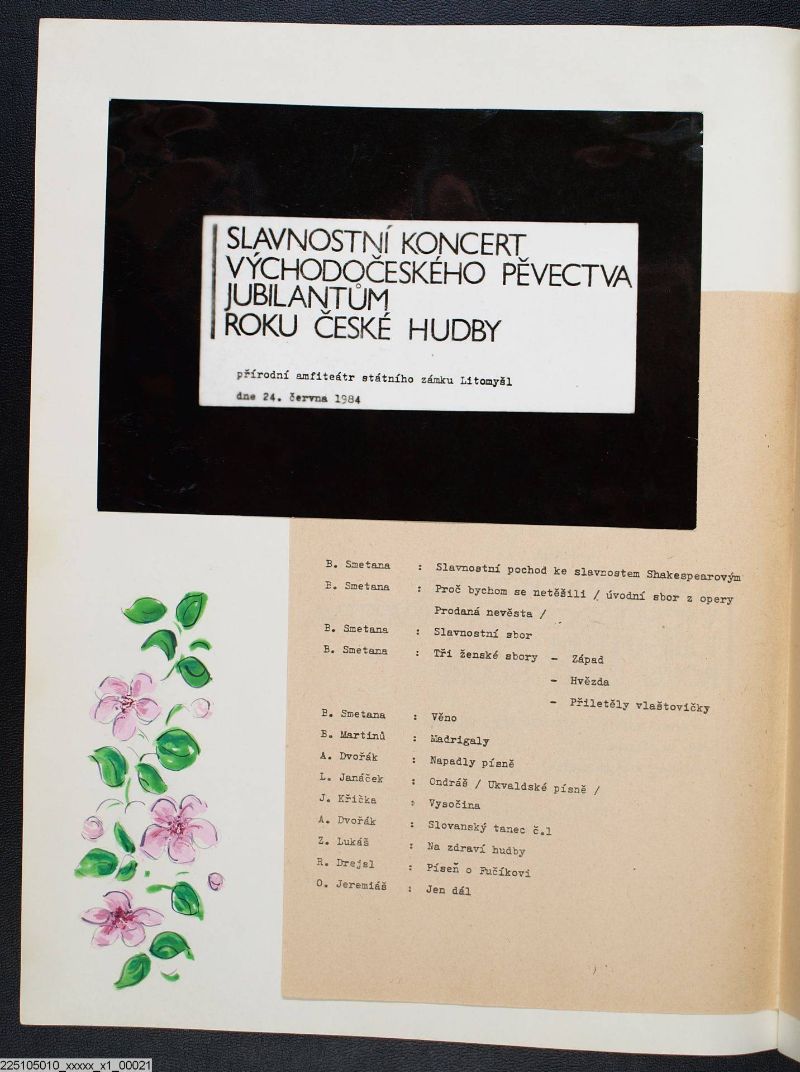 SLAVNOSTNÍ KONCERT
VÝCHODOČESKÉHO PĚVECTVA
JUBILANTŮM
ROKU ČESKÉ HUDBY
přírodní amfiteátr státního zámku Litomyšl
dne 24. června 1984
B. Smetana : Slavnostní pochod ke slavnostem Shakespearovým
B. Smetana : Proč bychom se netěšili / úvodní sbor z opery
Prodaná nevěsta /
B. Smetana : Slavnostní sbor
B. Smetana : Tři ženské sbory - Západ
- Hvězda
- Přiletěly vlaštovičky
B. Smetana : Věno
B. Martinů : Madrigaly
A. Dvořák : Napadly písně
L. Janáček : Ondráš / Ukvaldské písně /
J. Křička : Vysočina
A. Dvořák : Slovanský tanec č.1
Z. Lukáš : Na zdraví hudby
R. Drejsl : Píseň o Fučíkovi
O. Jeremiáš : Jen dál
225105010_xxxxx_x1_00021